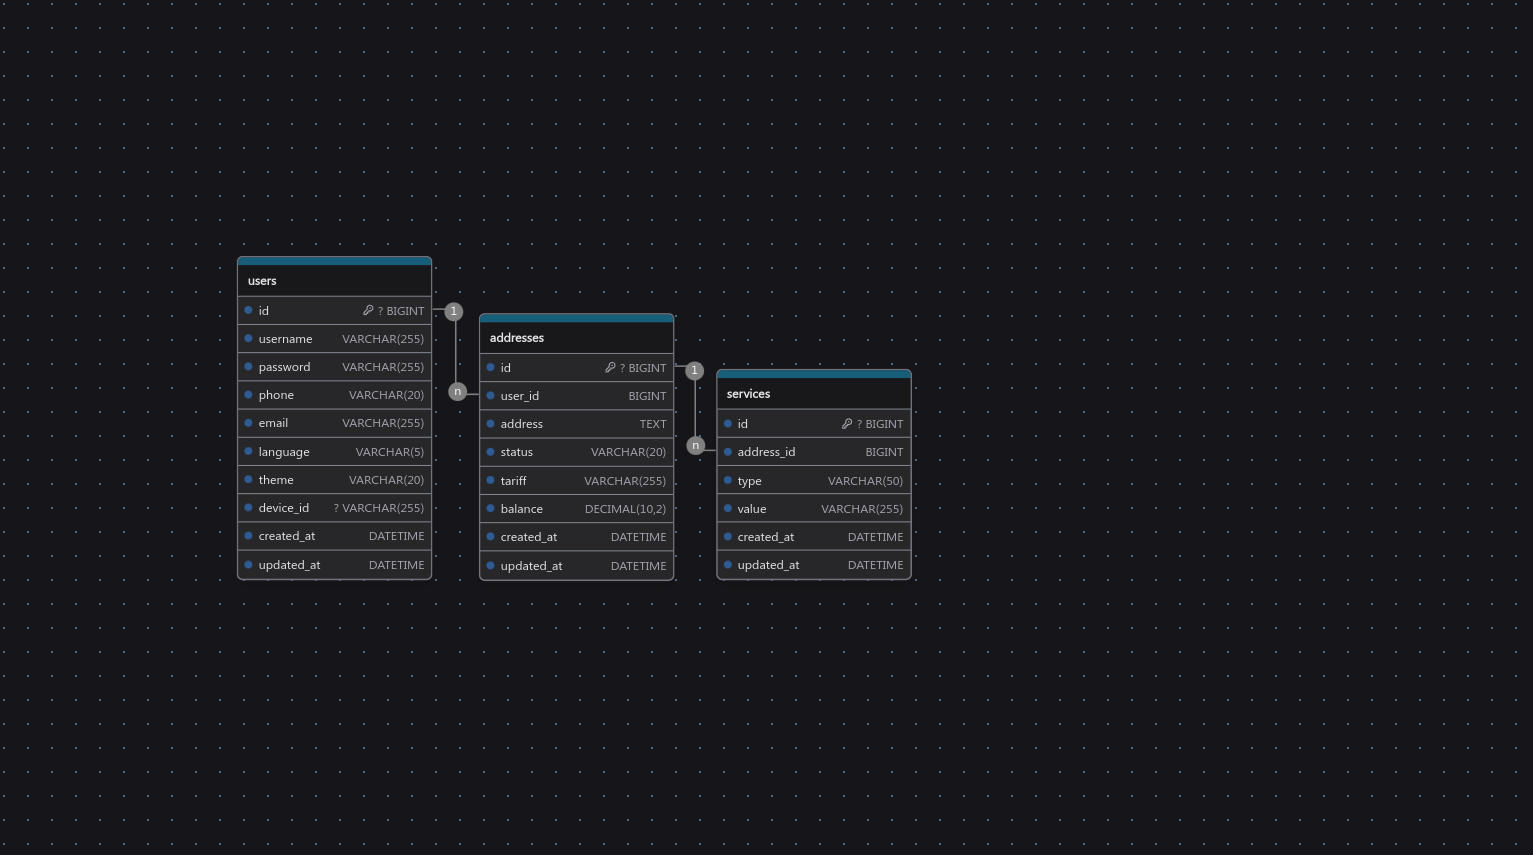 users
id ? BIGINT
username VARCHAR(255)
password VARCHAR(255)
phone VARCHAR(20)
email VARCHAR(255)
language VARCHAR(5)
theme VARCHAR(20)
device_id ? VARCHAR(255)
created_at DATETIME
updated_at DATETIME
1
n
addresses
id ? BIGINT
user_id BIGINT
address TEXT
status VARCHAR(20)
tariff VARCHAR(255)
balance DECIMAL(10,2)
created_at DATETIME
updated_at DATETIME
1
n
services
id ? BIGINT
address_id BIGINT
type VARCHAR(50)
value VARCHAR(255)
created_at DATETIME
updated_at DATETIME